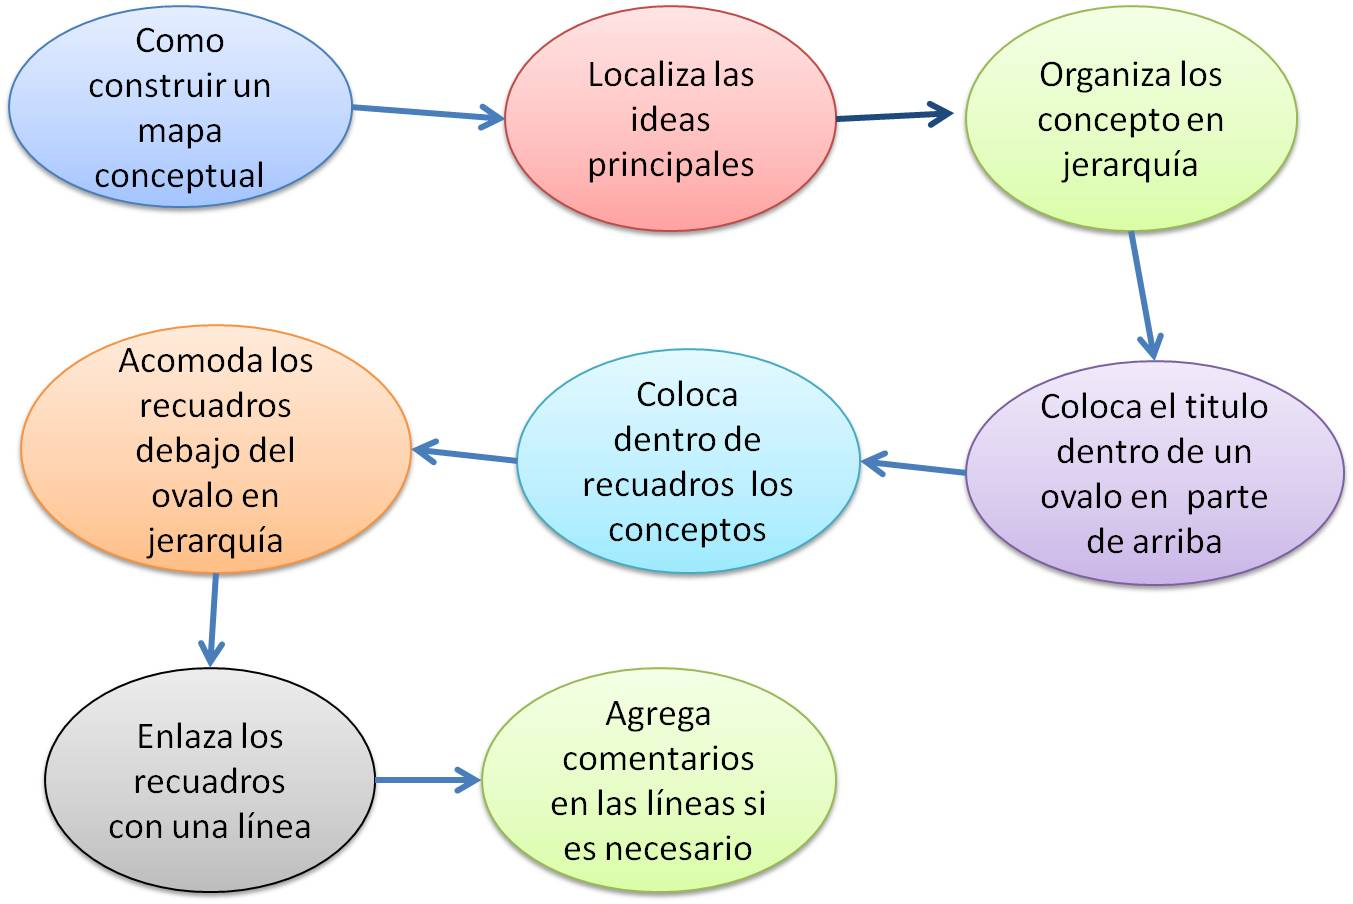 Como
construir un
mapa
conceptual
Localiza las
ideas
principales
Organiza los
concepto en
jerarquía
Coloca el titulo
dentro de un
ovalo en parte
de arriba
Coloca
dentro de
recuadros los
conceptos
Acomoda los
recuadros
debajo del
ovalo en
jerarquía
Enlaza los
recuadros
con una línea
Agrega
comentarios
en las líneas si
es necesario